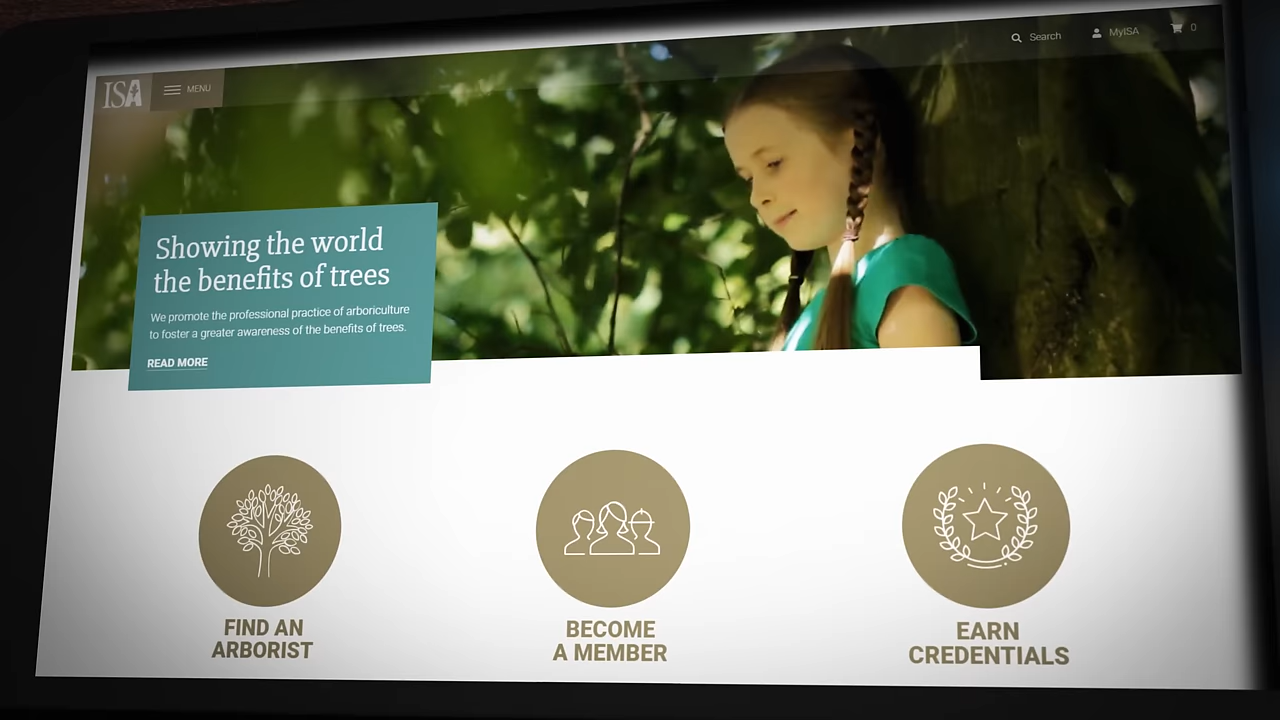 Search
MyISA
0
ISA
MENU
Showing the world
the benefits of trees
We promote the professional practice of arboriculture
to foster a greater awareness of the benefits of trees.
READ MORE
FIND AN
ARBORIST
BECOME
A MEMBER
EARN
CREDENTIALS